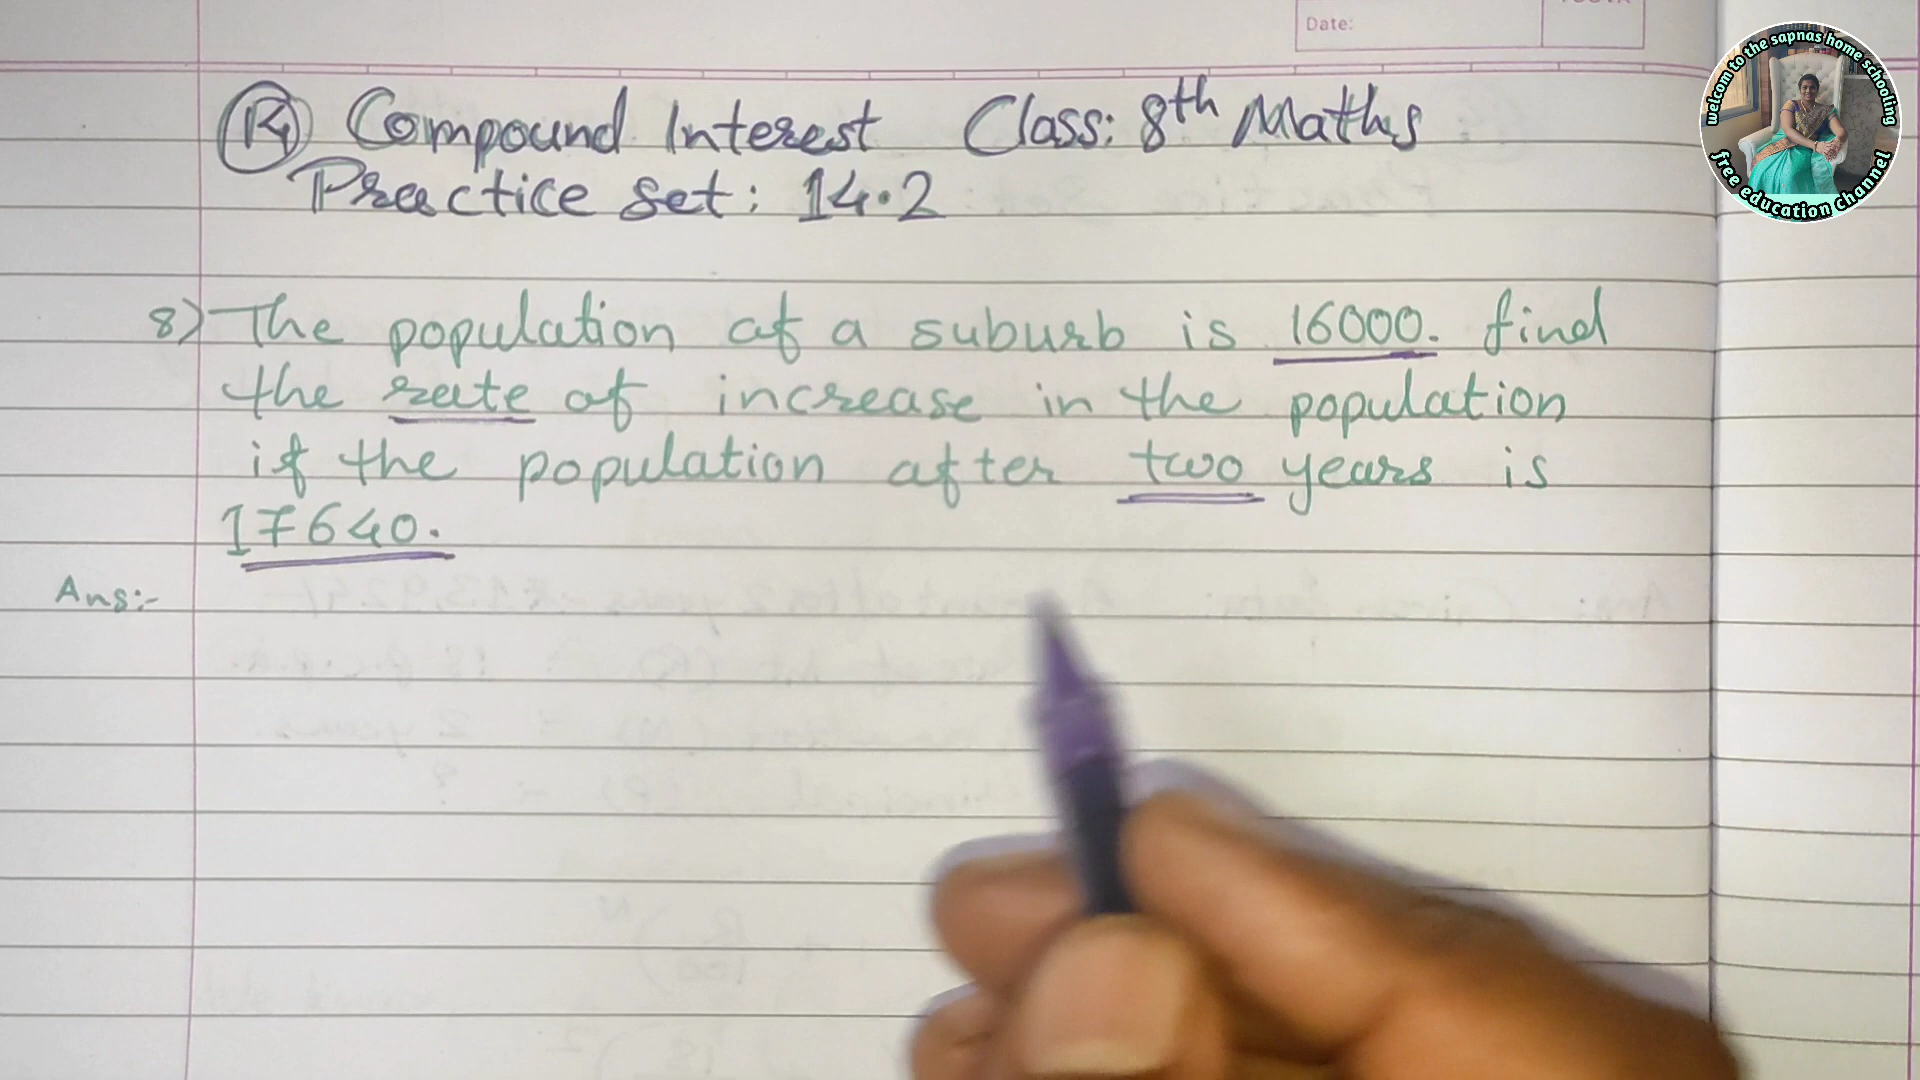 Date:
welcom to the sapnas home schooling
free education channel
14 Compound Interest Class: 8th Maths
Practice set: 14.2
8) The population of a suburb is 16000. find
the rate of increase in the population
if the population after two years is
17640.
Ans:-